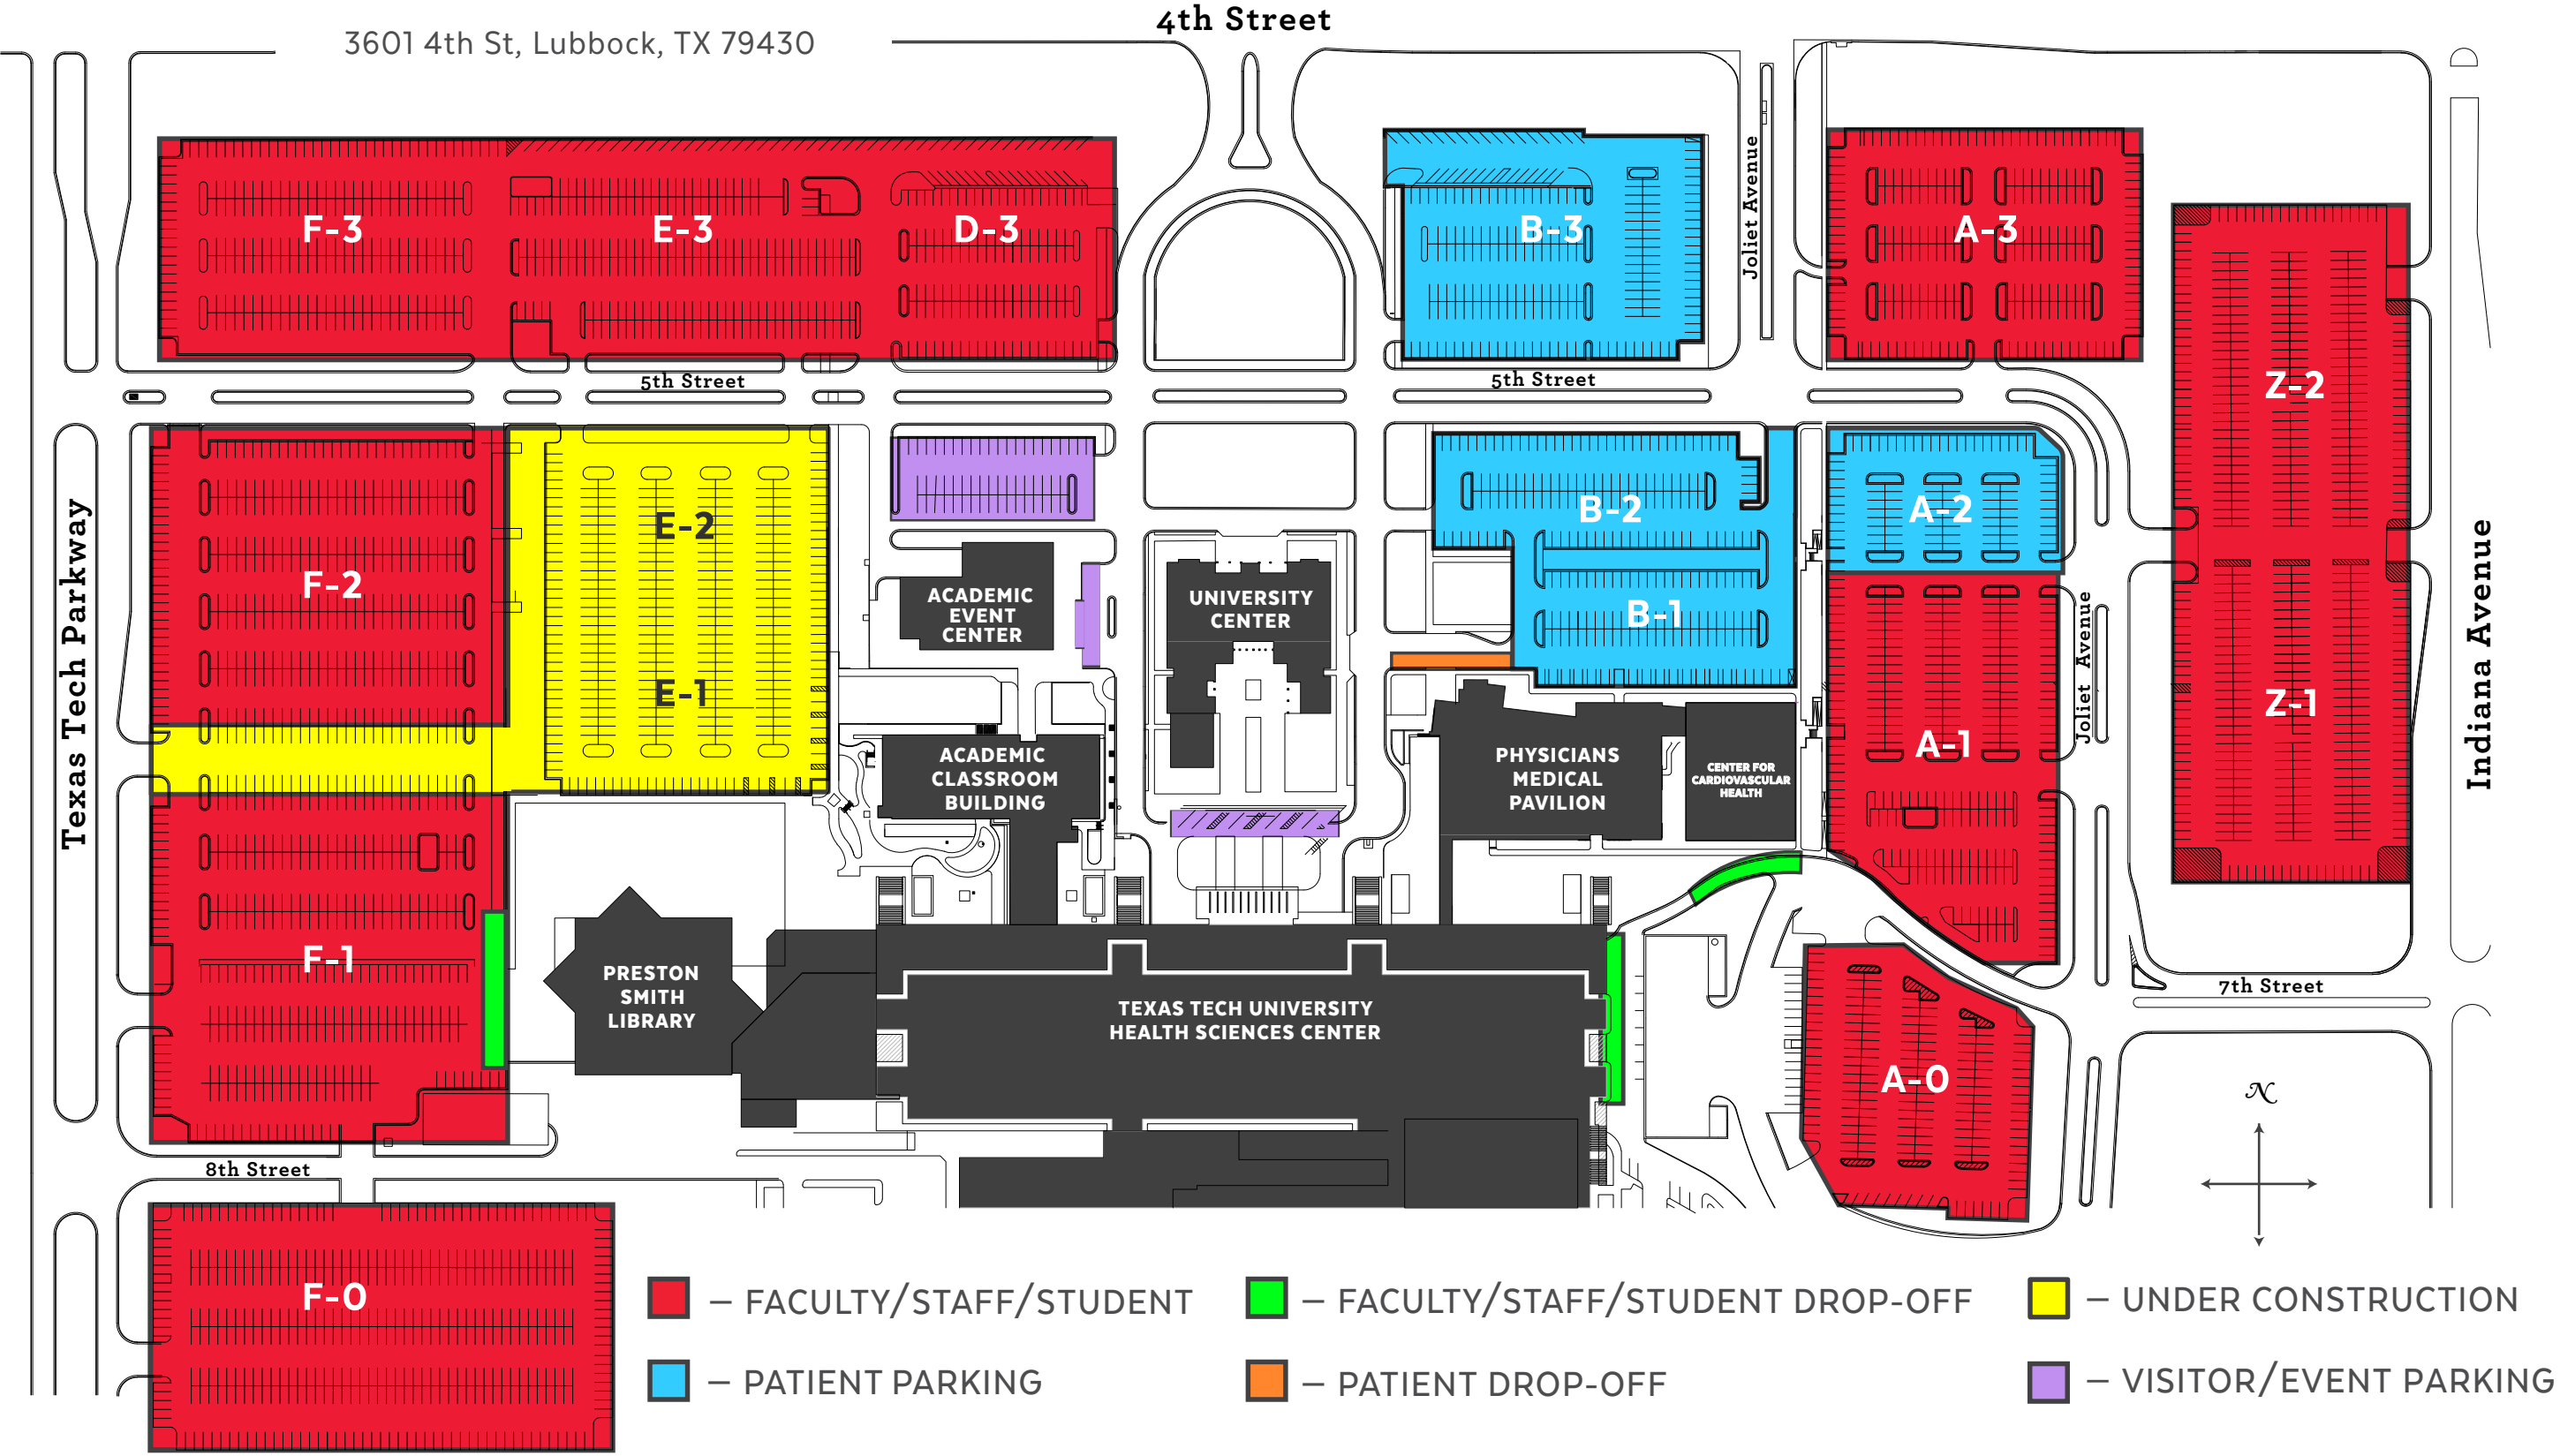 4th Street
3601 4th St, Lubbock, TX 79430
Joliet Avenue
F-3
E-3
D-3
B-3
A-3
5th Street
5th Street
Z-2
Texas Tech Parkway
F-2
E-2
E-1
B-2
B-1
A-2
A-1
Joliet Avenue
Z-1
Indiana Avenue
ACADEMIC
EVENT
CENTER
UNIVERSITY
CENTER
ACADEMIC
CLASSROOM
BUILDING
PHYSICIANS
MEDICAL
PAVILION
CENTER FOR
CARDIOVASCULAR
HEALTH
F-1
PRESTON
SMITH
LIBRARY
TEXAS TECH UNIVERSITY
HEALTH SCIENCES CENTER
A-0
7th Street
N
8th Street
F-0
– FACULTY/STAFF/STUDENT
– FACULTY/STAFF/STUDENT DROP-OFF
– UNDER CONSTRUCTION
– PATIENT PARKING
– PATIENT DROP-OFF
– VISITOR/EVENT PARKING